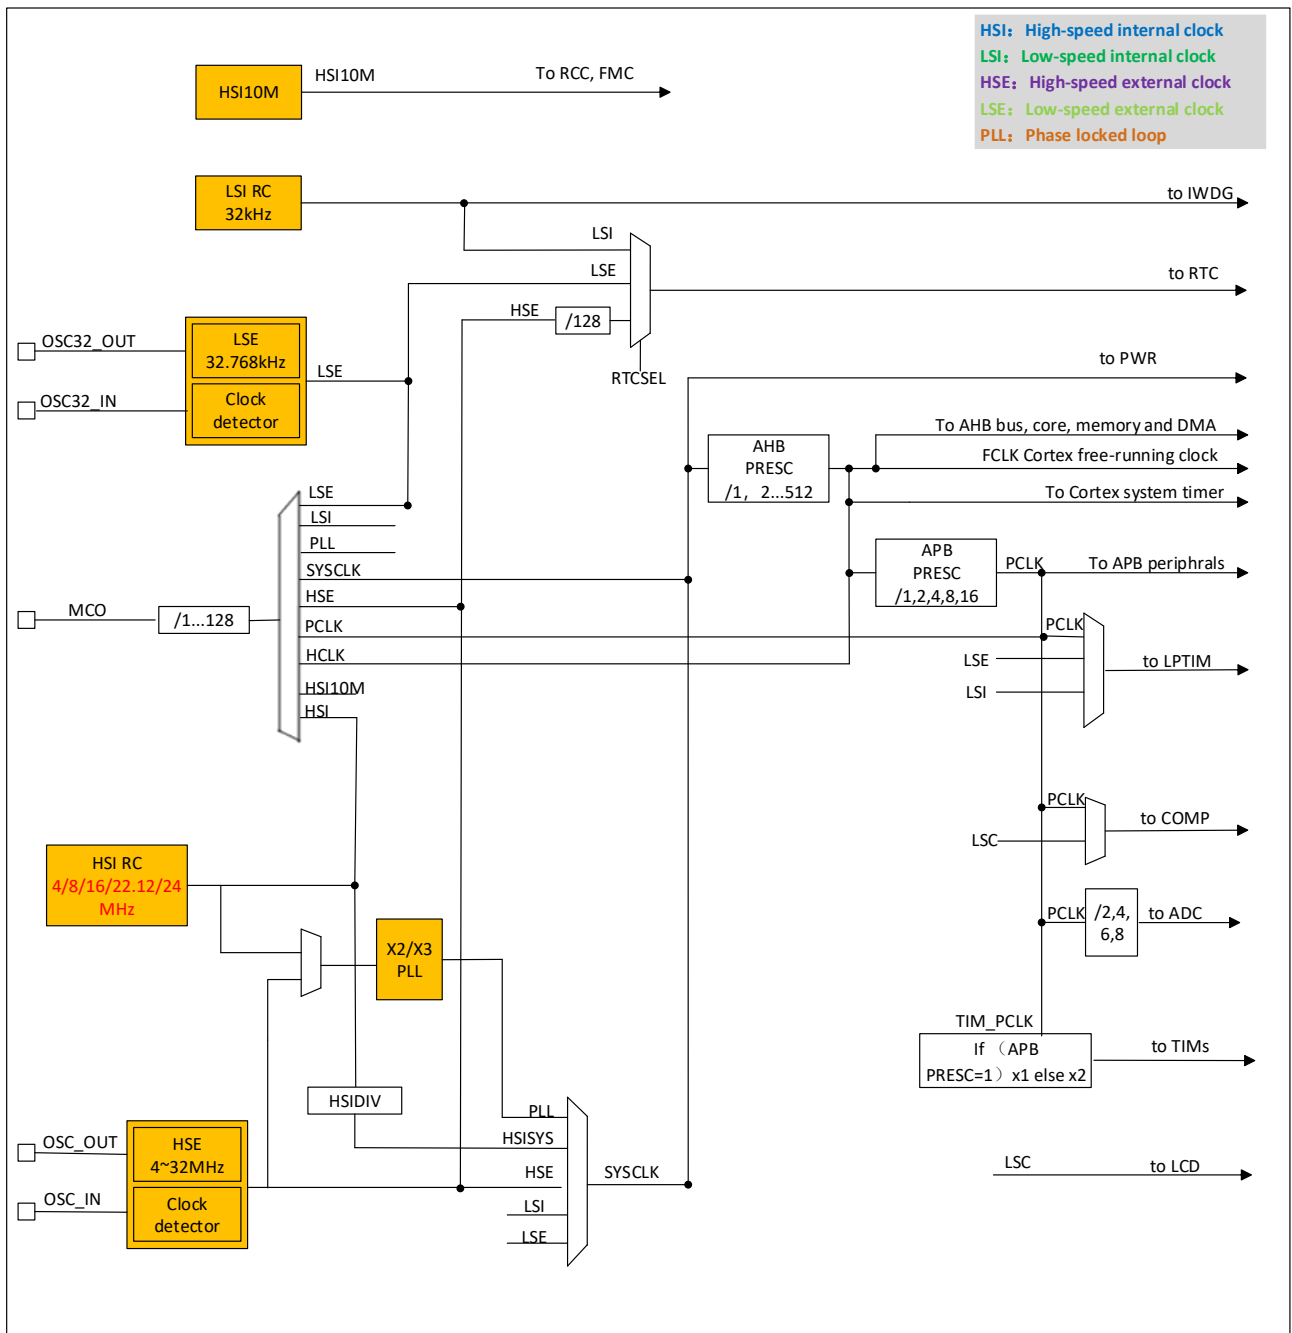 HSI： High-speed internal clock
LSI： Low-speed internal clock
HSE： High-speed external clock
LSE： Low-speed external clock
PLL： Phase locked loop
HSI10M
HSI10M
To RCC, FMC
LSI RC
32kHz
to IWDG
LSI
LSE
to RTC
HSE
/128
RTCSEL
OSC32_OUT
OSC32_IN
LSE
32.768kHz
Clock
detector
LSE
to PWR
AHB
PRESC
/1， 2...512
To AHB bus, core, memory and DMA
FCLK Cortex free-running clock
To Cortex system timer
LSE
LSI
PLL
SYSCLK
HSE
PCLK
HCLK
HSI10M
HSI
MCO
/1...128
APB
PRESC
/1,2,4,8,16
PCLK
To APB periphrals
PCLK
LSE
LSI
to LPTIM
PCLK
LSC
to COMP
HSI RC
4/8/16/22.12/24
MHz
X2/X3
PLL
PCLK
/2,4,
6,8
to ADC
TIM_PCLK
If （APB
PRESC=1）x1 else x2
to TIMs
HSIDIV
PLL
HSISYS
HSE
LSI
LSE
SYSCLK
OSC_OUT
OSC_IN
HSE
4~32MHz
Clock
detector
LSC
to LCD